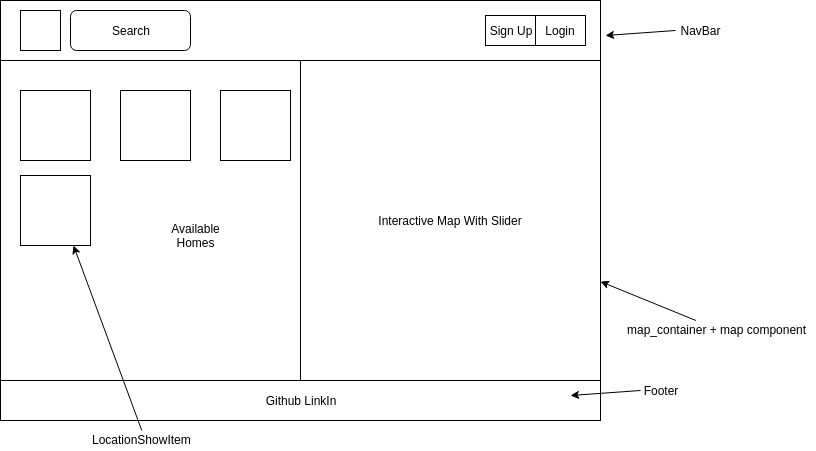 Search
Sign Up
Login
NavBar
Available
Homes
Interactive Map With Slider
map_container + map component
Github LinkIn
Footer
LocationShowItem